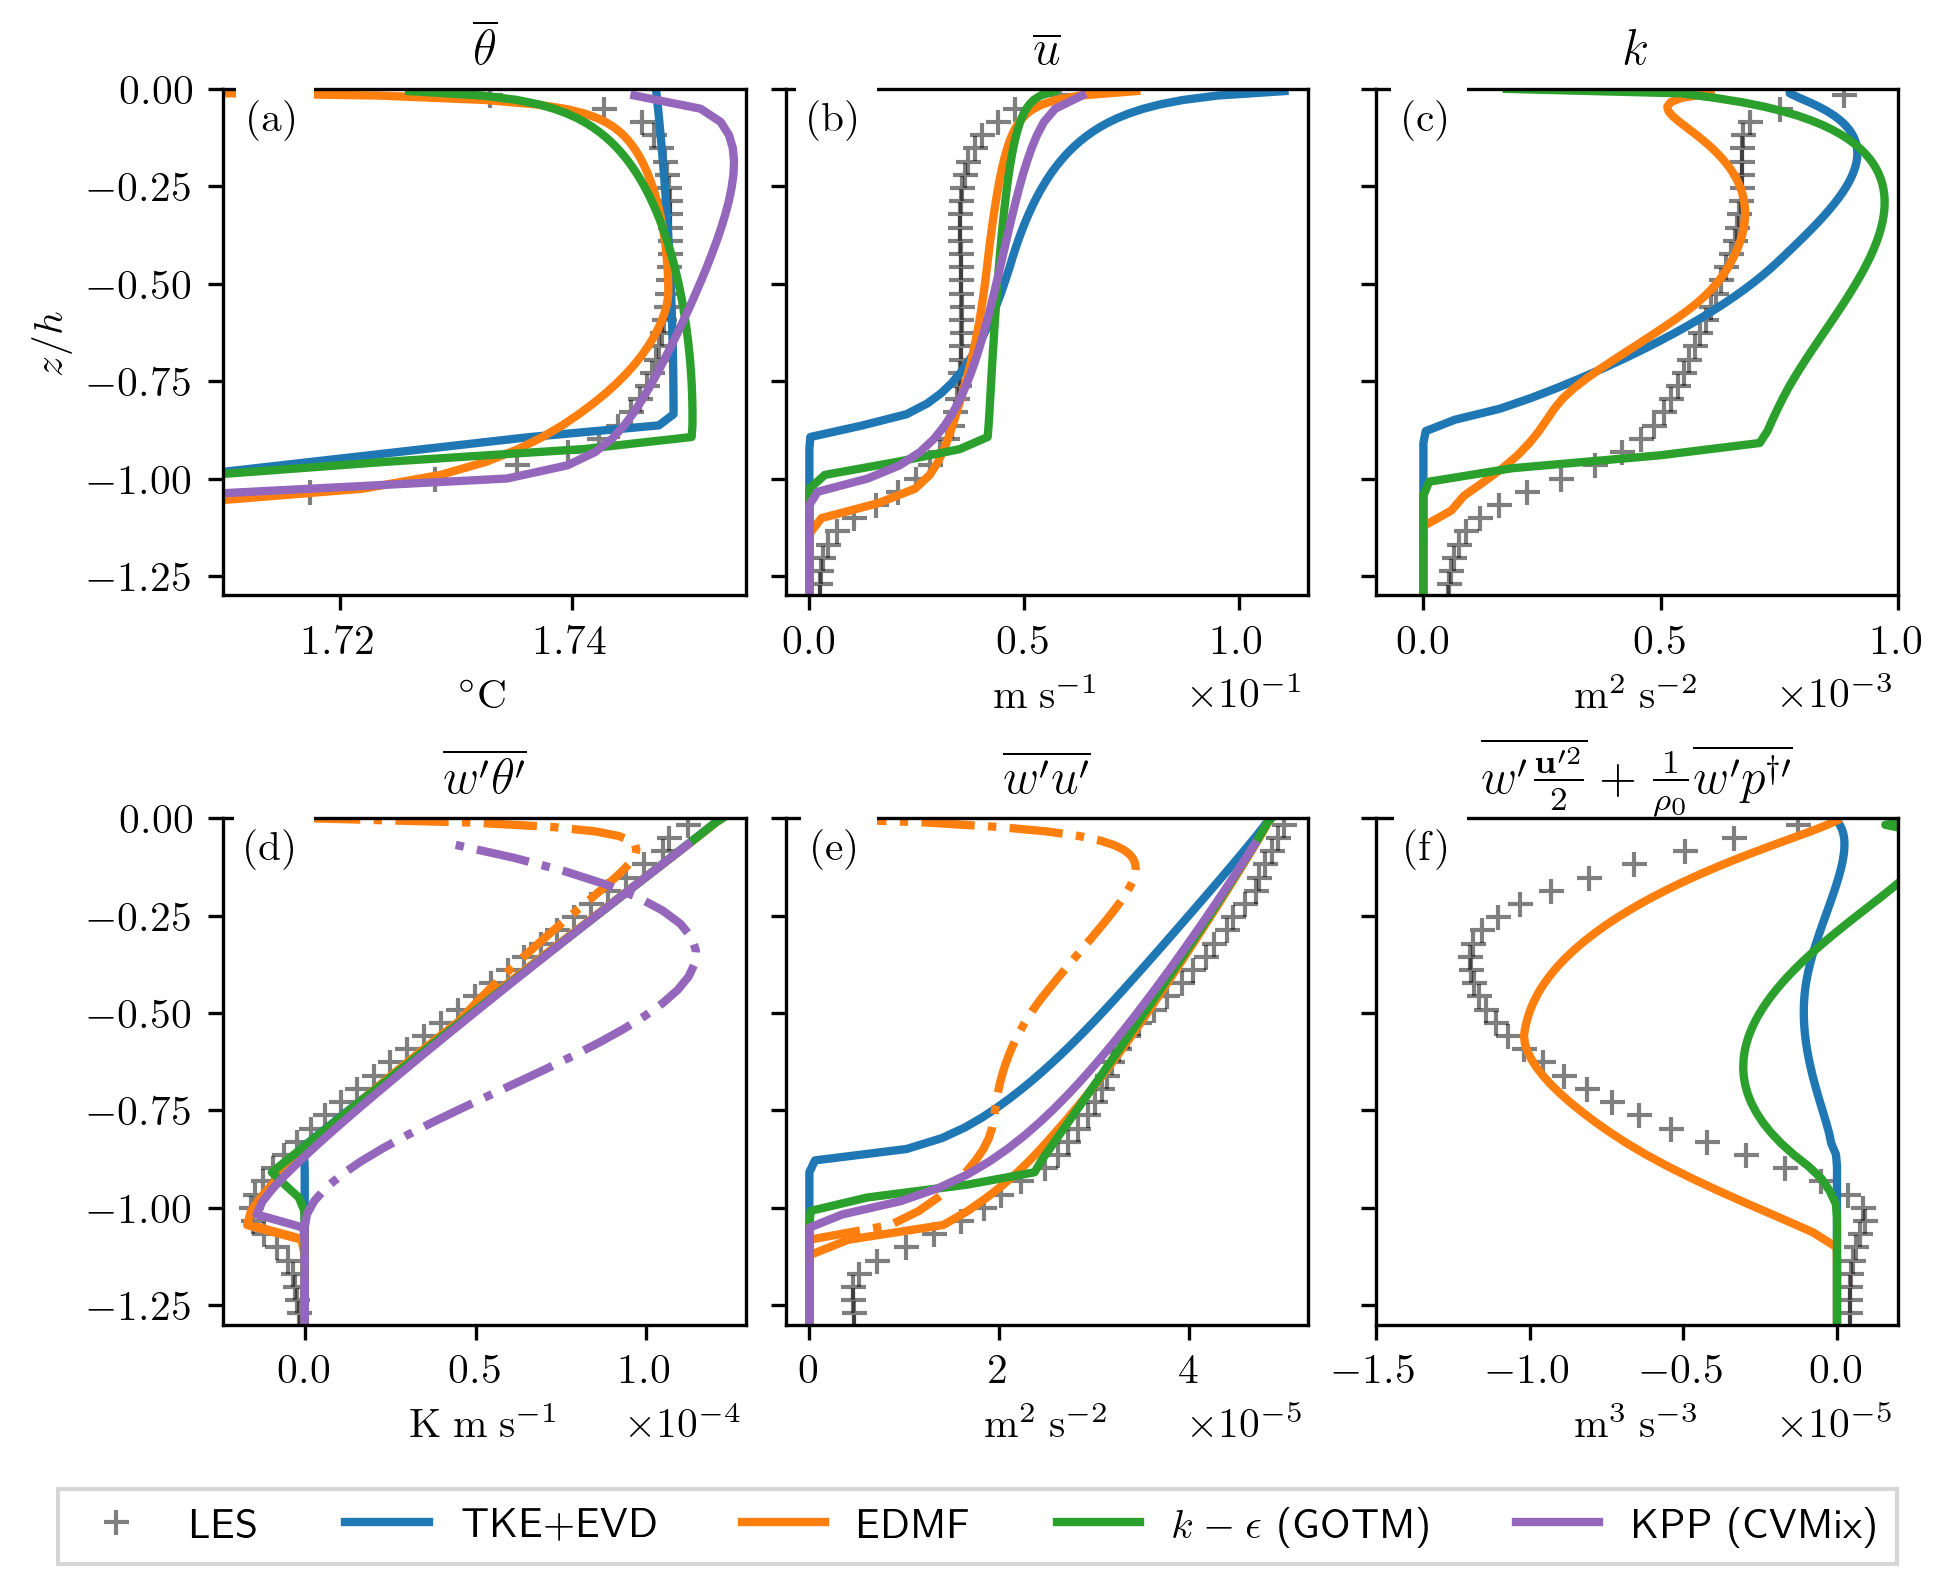 θ̅ u̅ k
(a) (b) (c)
0.00
−0.25
−0.50
−0.75
−1.00
−1.25
z/h
1.72 1.74 0.0 0.5 1.0 0.0 0.5 1.0
°C m s⁻¹ ×10⁻¹ m² s⁻² ×10⁻³
w′θ′ w′u′ w′u′²/2 + 1/ρ₀ w′p†′
(d) (e) (f)
0.00
−0.25
−0.50
−0.75
−1.00
−1.25
0.0 0.5 1.0 0 2 4 −1.5 −1.0 −0.5 0.0
K m s⁻¹ ×10⁻⁴ m² s⁻² ×10⁻⁵ m³ s⁻³ ×10⁻⁵
LES TKE+EVD EDMF k − ϵ (GOTM) KPP (CVMix)